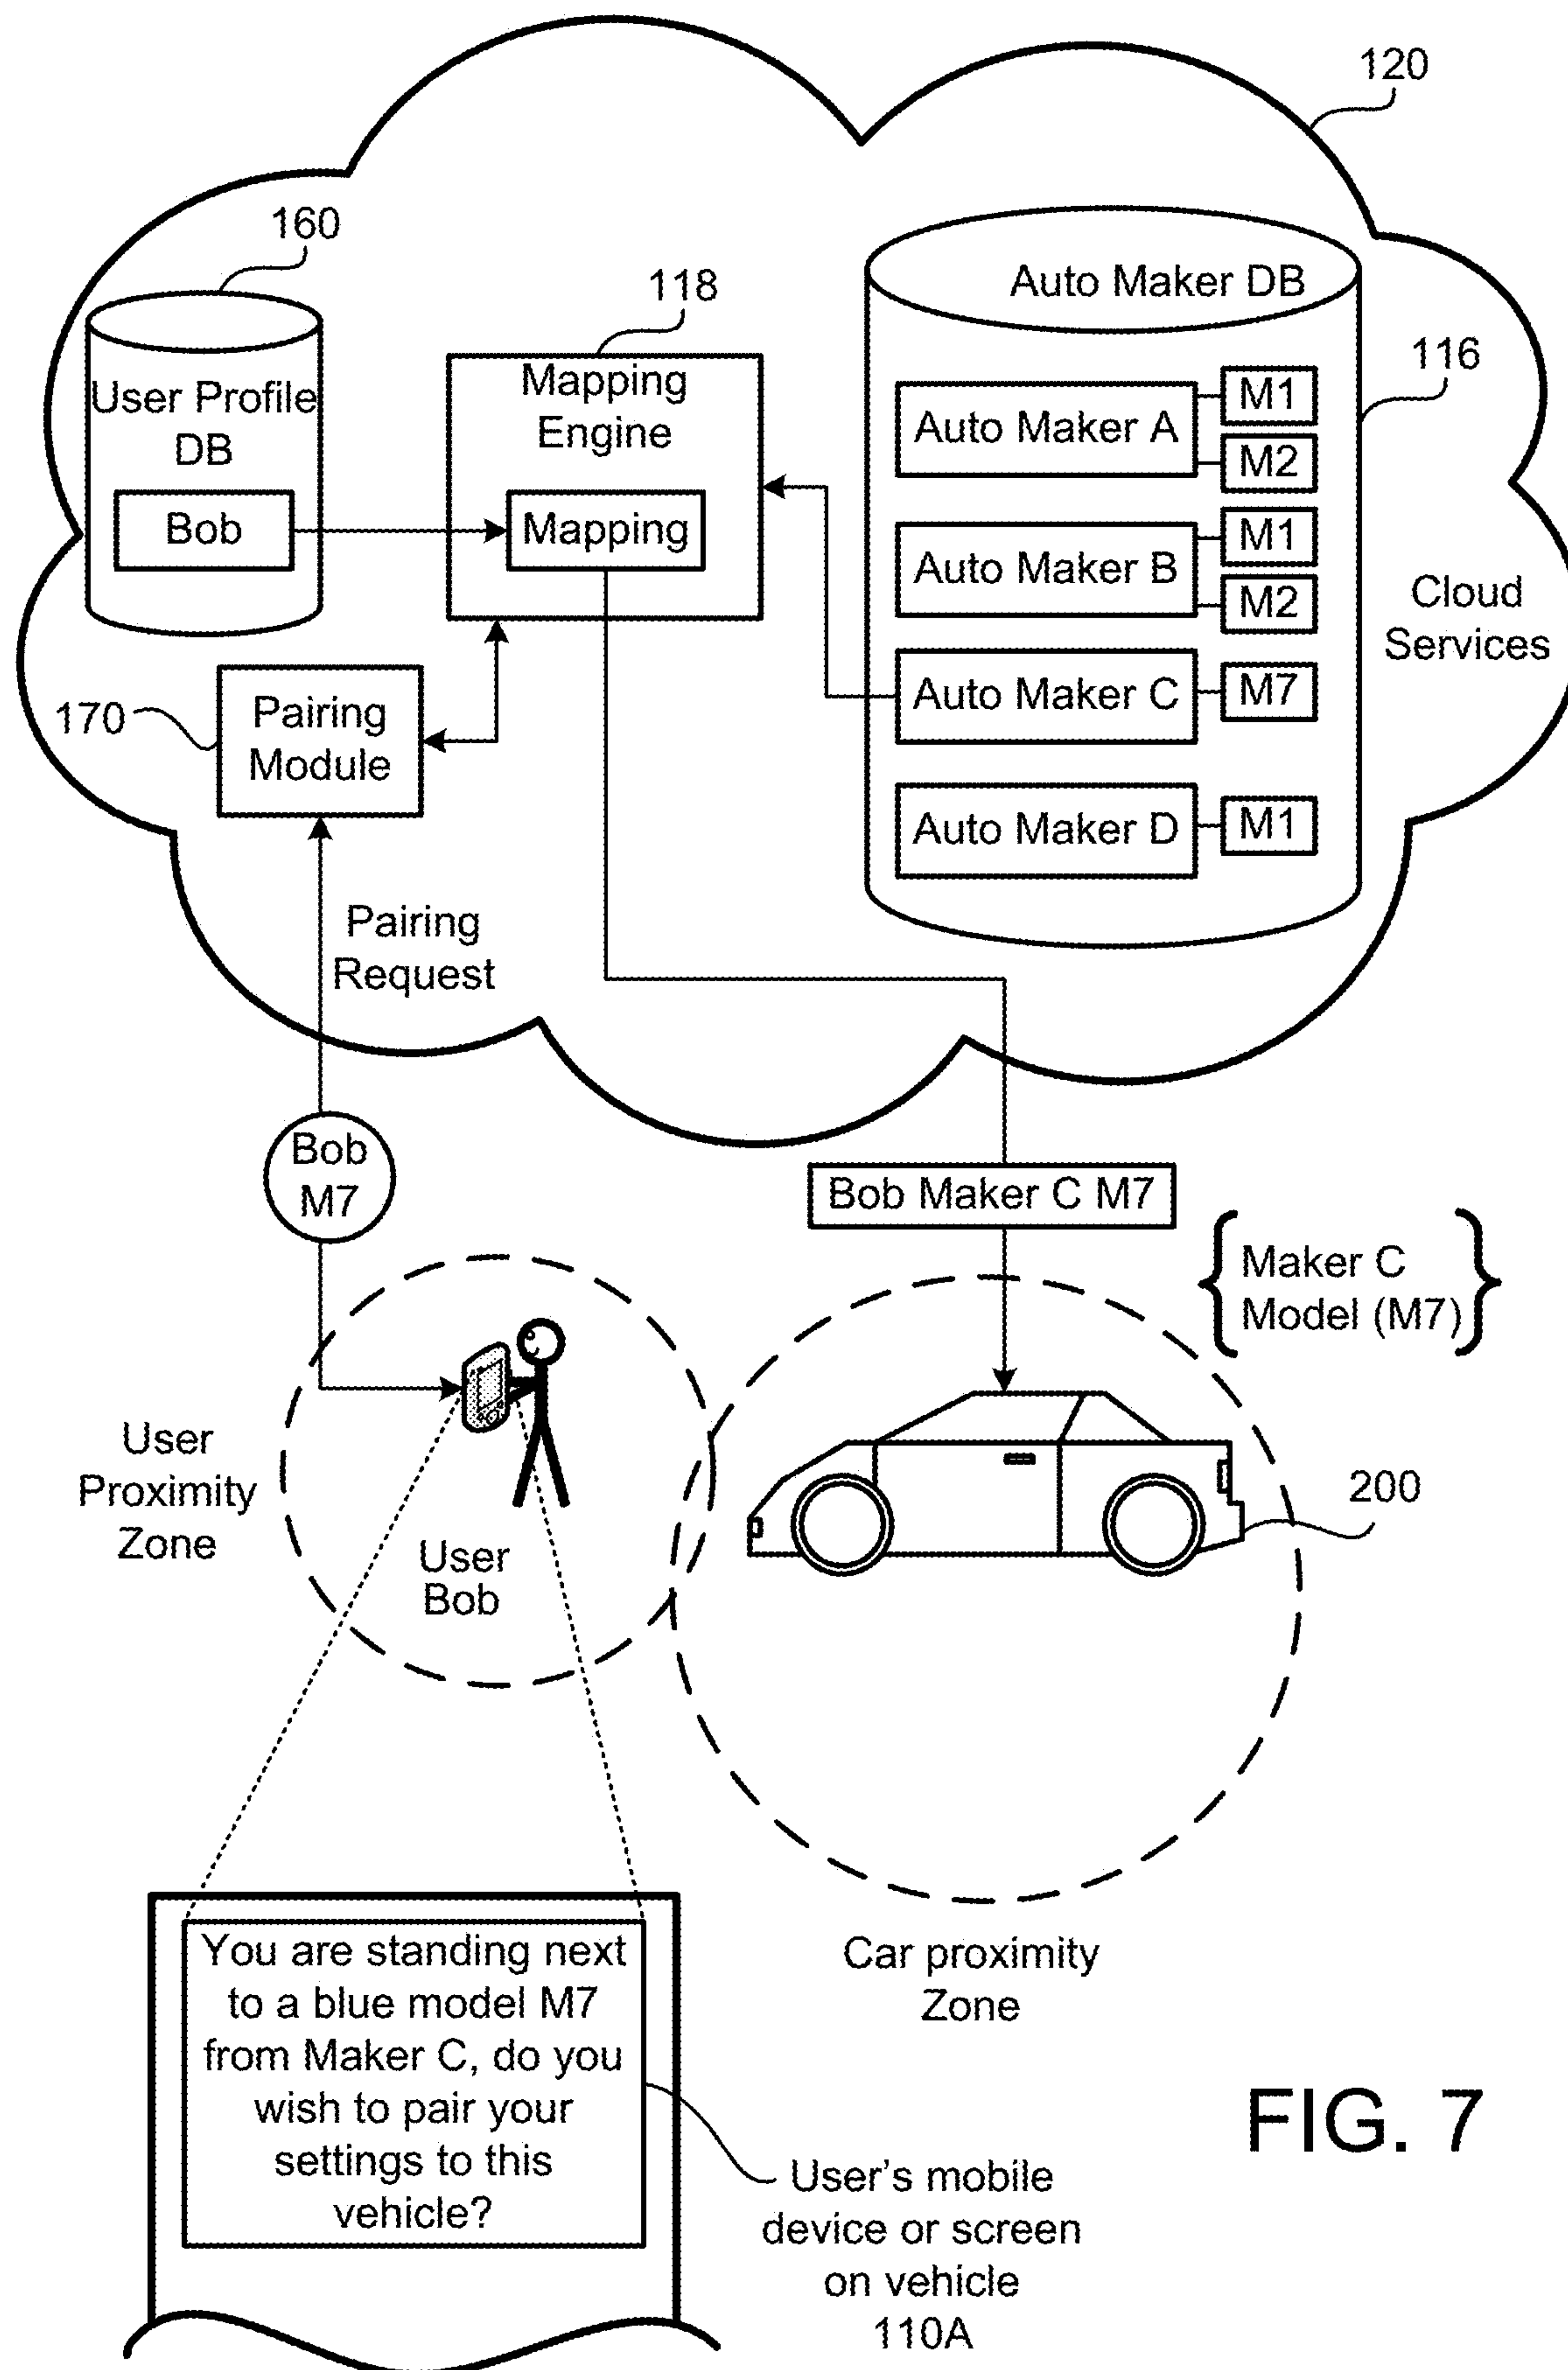 120
160
118
Auto Maker DB
116
User Profile
DB
Bob
Mapping
Engine
Mapping
Auto Maker A
M1
M2
Auto Maker B
M1
M2
Auto Maker C
M7
Auto Maker D
M1
Cloud
Services
170
Pairing
Module
Pairing
Request
Bob
M7
Bob Maker C M7
Maker C
Model (M7)
User
Proximity
Zone
User
Bob
200
Car proximity
Zone
You are standing next
to a blue model M7
from Maker C, do you
wish to pair your
settings to this
vehicle?
User's mobile
device or screen
on vehicle
110A
FIG. 7